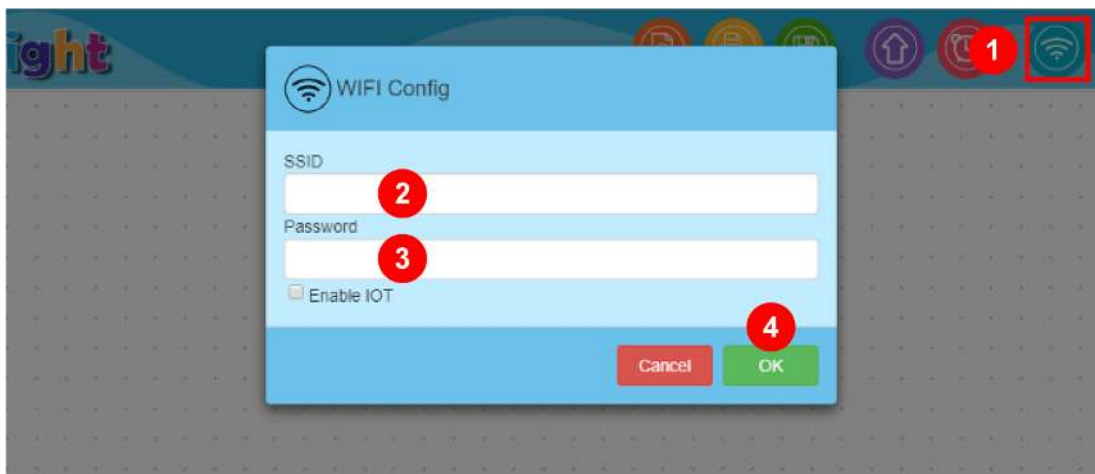 ight
1
WIFI Config
SSID
2
Password
3
Enable IOT
4
Cancel
OK